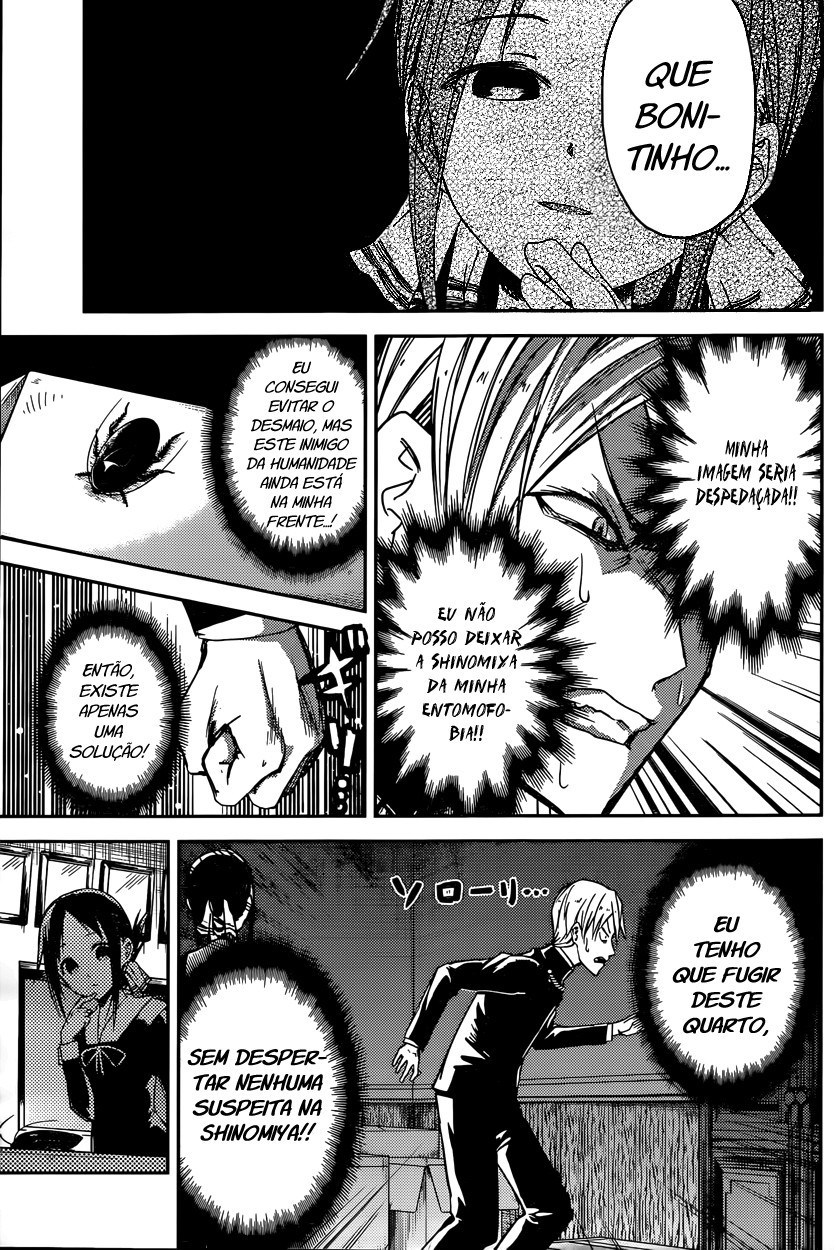 QUE
BONI-
TINHO...
MINHA
IMAGEM SERIA
DESPEDAÇADA!!
EU NÃO
POSSO DEIXAR
A SHINOMIYA
DA MINHA
ENTOMOFO-
BIA!!
EU
CONSEGUI
EVITAR O
DESMAIO, MAS
ESTE INIMIGO
DA HUMANIDADE
AINDA ESTÁ
NA MINHA
FRENTE...!
ENTÃO,
EXISTE
APENAS
UMA
SOLUÇÃO!
EU
TENHO
QUE FUGIR
DESTE
QUARTO,
ソローリ…
SEM DESPER-
TAR NENHUMA
SUSPEITA NA
SHINOMIYA!!